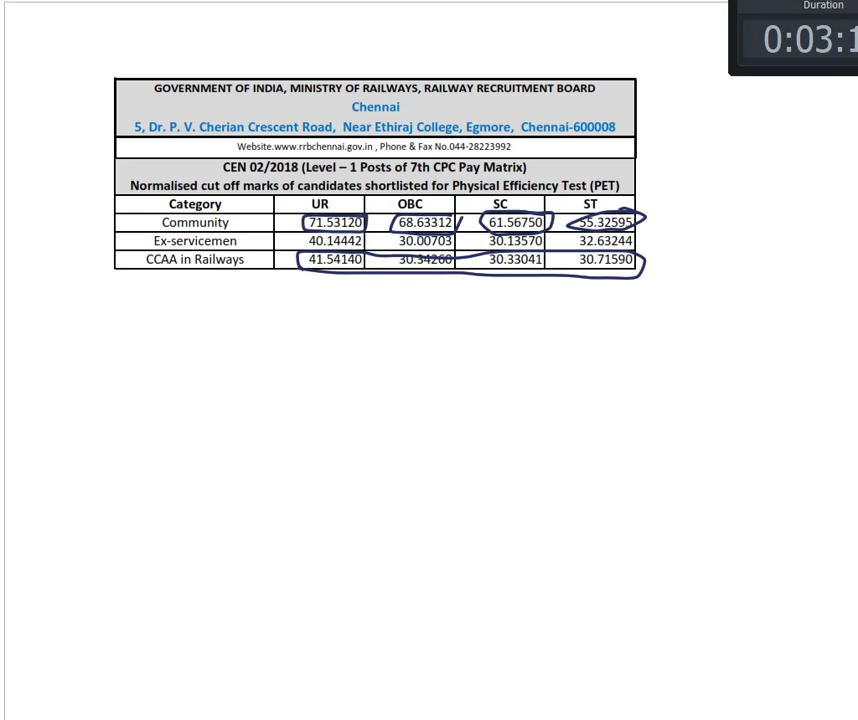 Duration
0:03:1
GOVERNMENT OF INDIA, MINISTRY OF RAILWAYS, RAILWAY RECRUITMENT BOARD
Chennai
5, Dr. P. V. Cherian Crescent Road, Near Ethiraj College, Egmore, Chennai-600008
Website.www.rrbchennai.gov.in , Phone & Fax No.044-28223992
CEN 02/2018 (Level – 1 Posts of 7th CPC Pay Matrix)
Normalised cut off marks of candidates shortlisted for Physical Efficiency Test (PET)
Category UR OBC SC ST
Community 71.53120 68.63312 61.56750 55.32595
Ex-servicemen 40.14442 30.00703 30.13570 32.63244
CCAA in Railways 41.54140 30.34260 30.33041 30.71590